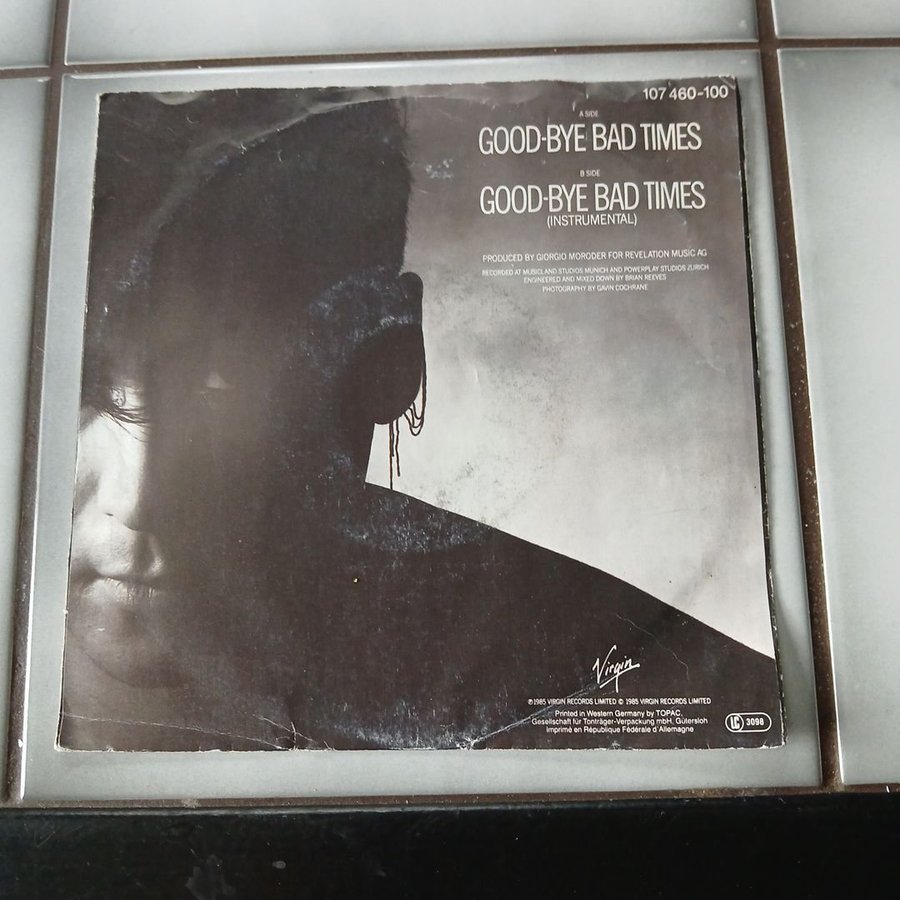 107 460-100
A SIDE
GOOD-BYE BAD TIMES
B SIDE
GOOD-BYE BAD TIMES
(INSTRUMENTAL)
PRODUCED BY GIORGIO MORODER FOR REVELATION MUSIC AG
RECORDED AT MUSICLAND STUDIOS MUNICH AND POWERPLAY STUDIOS ZURICH
ENGINEERED AND MIXED DOWN BY BRIAN REEVES
PHOTOGRAPHY BY GAVIN COCHRANE
Virgin
℗ 1985 VIRGIN RECORDS LIMITED © 1985 VIRGIN RECORDS LIMITED
Printed in Western Germany by TOPAC,
Gesellschaft für Tonträger-Verpackung mbH, Gütersloh
Imprimé en République Fédérale d'Allemagne
LC 3098